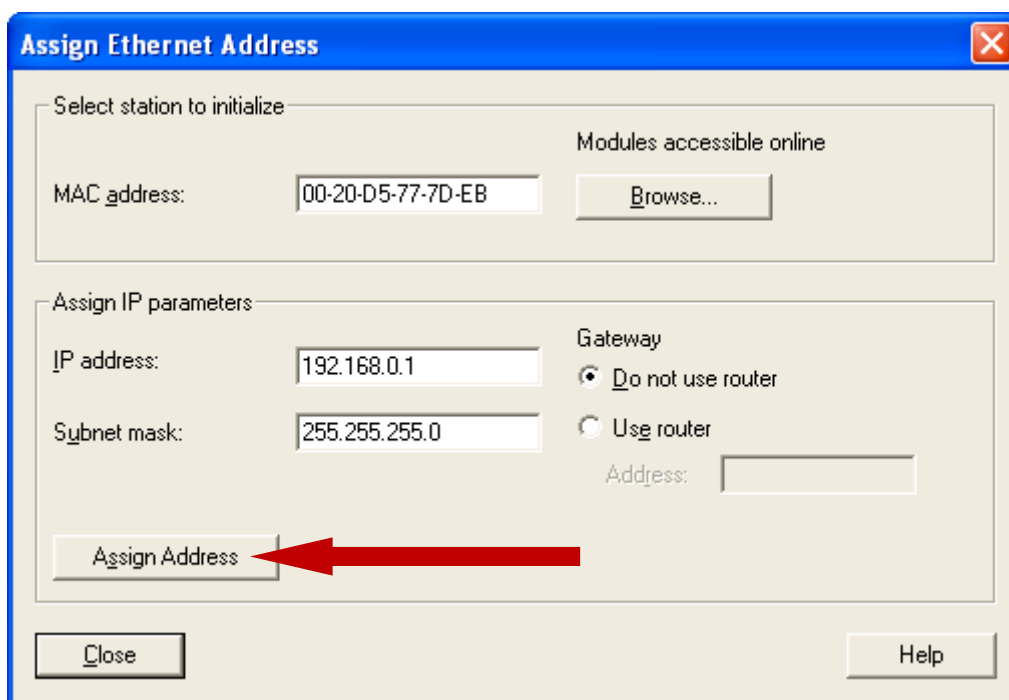 Assign Ethernet Address
Select station to initialize
Modules accessible online
MAC address:
00-20-D5-77-7D-EB
Browse...
Assign IP parameters
IP address:
192.168.0.1
Subnet mask:
255.255.255.0
Gateway
Do not use router
Use router
Address:
Assign Address
Close
Help